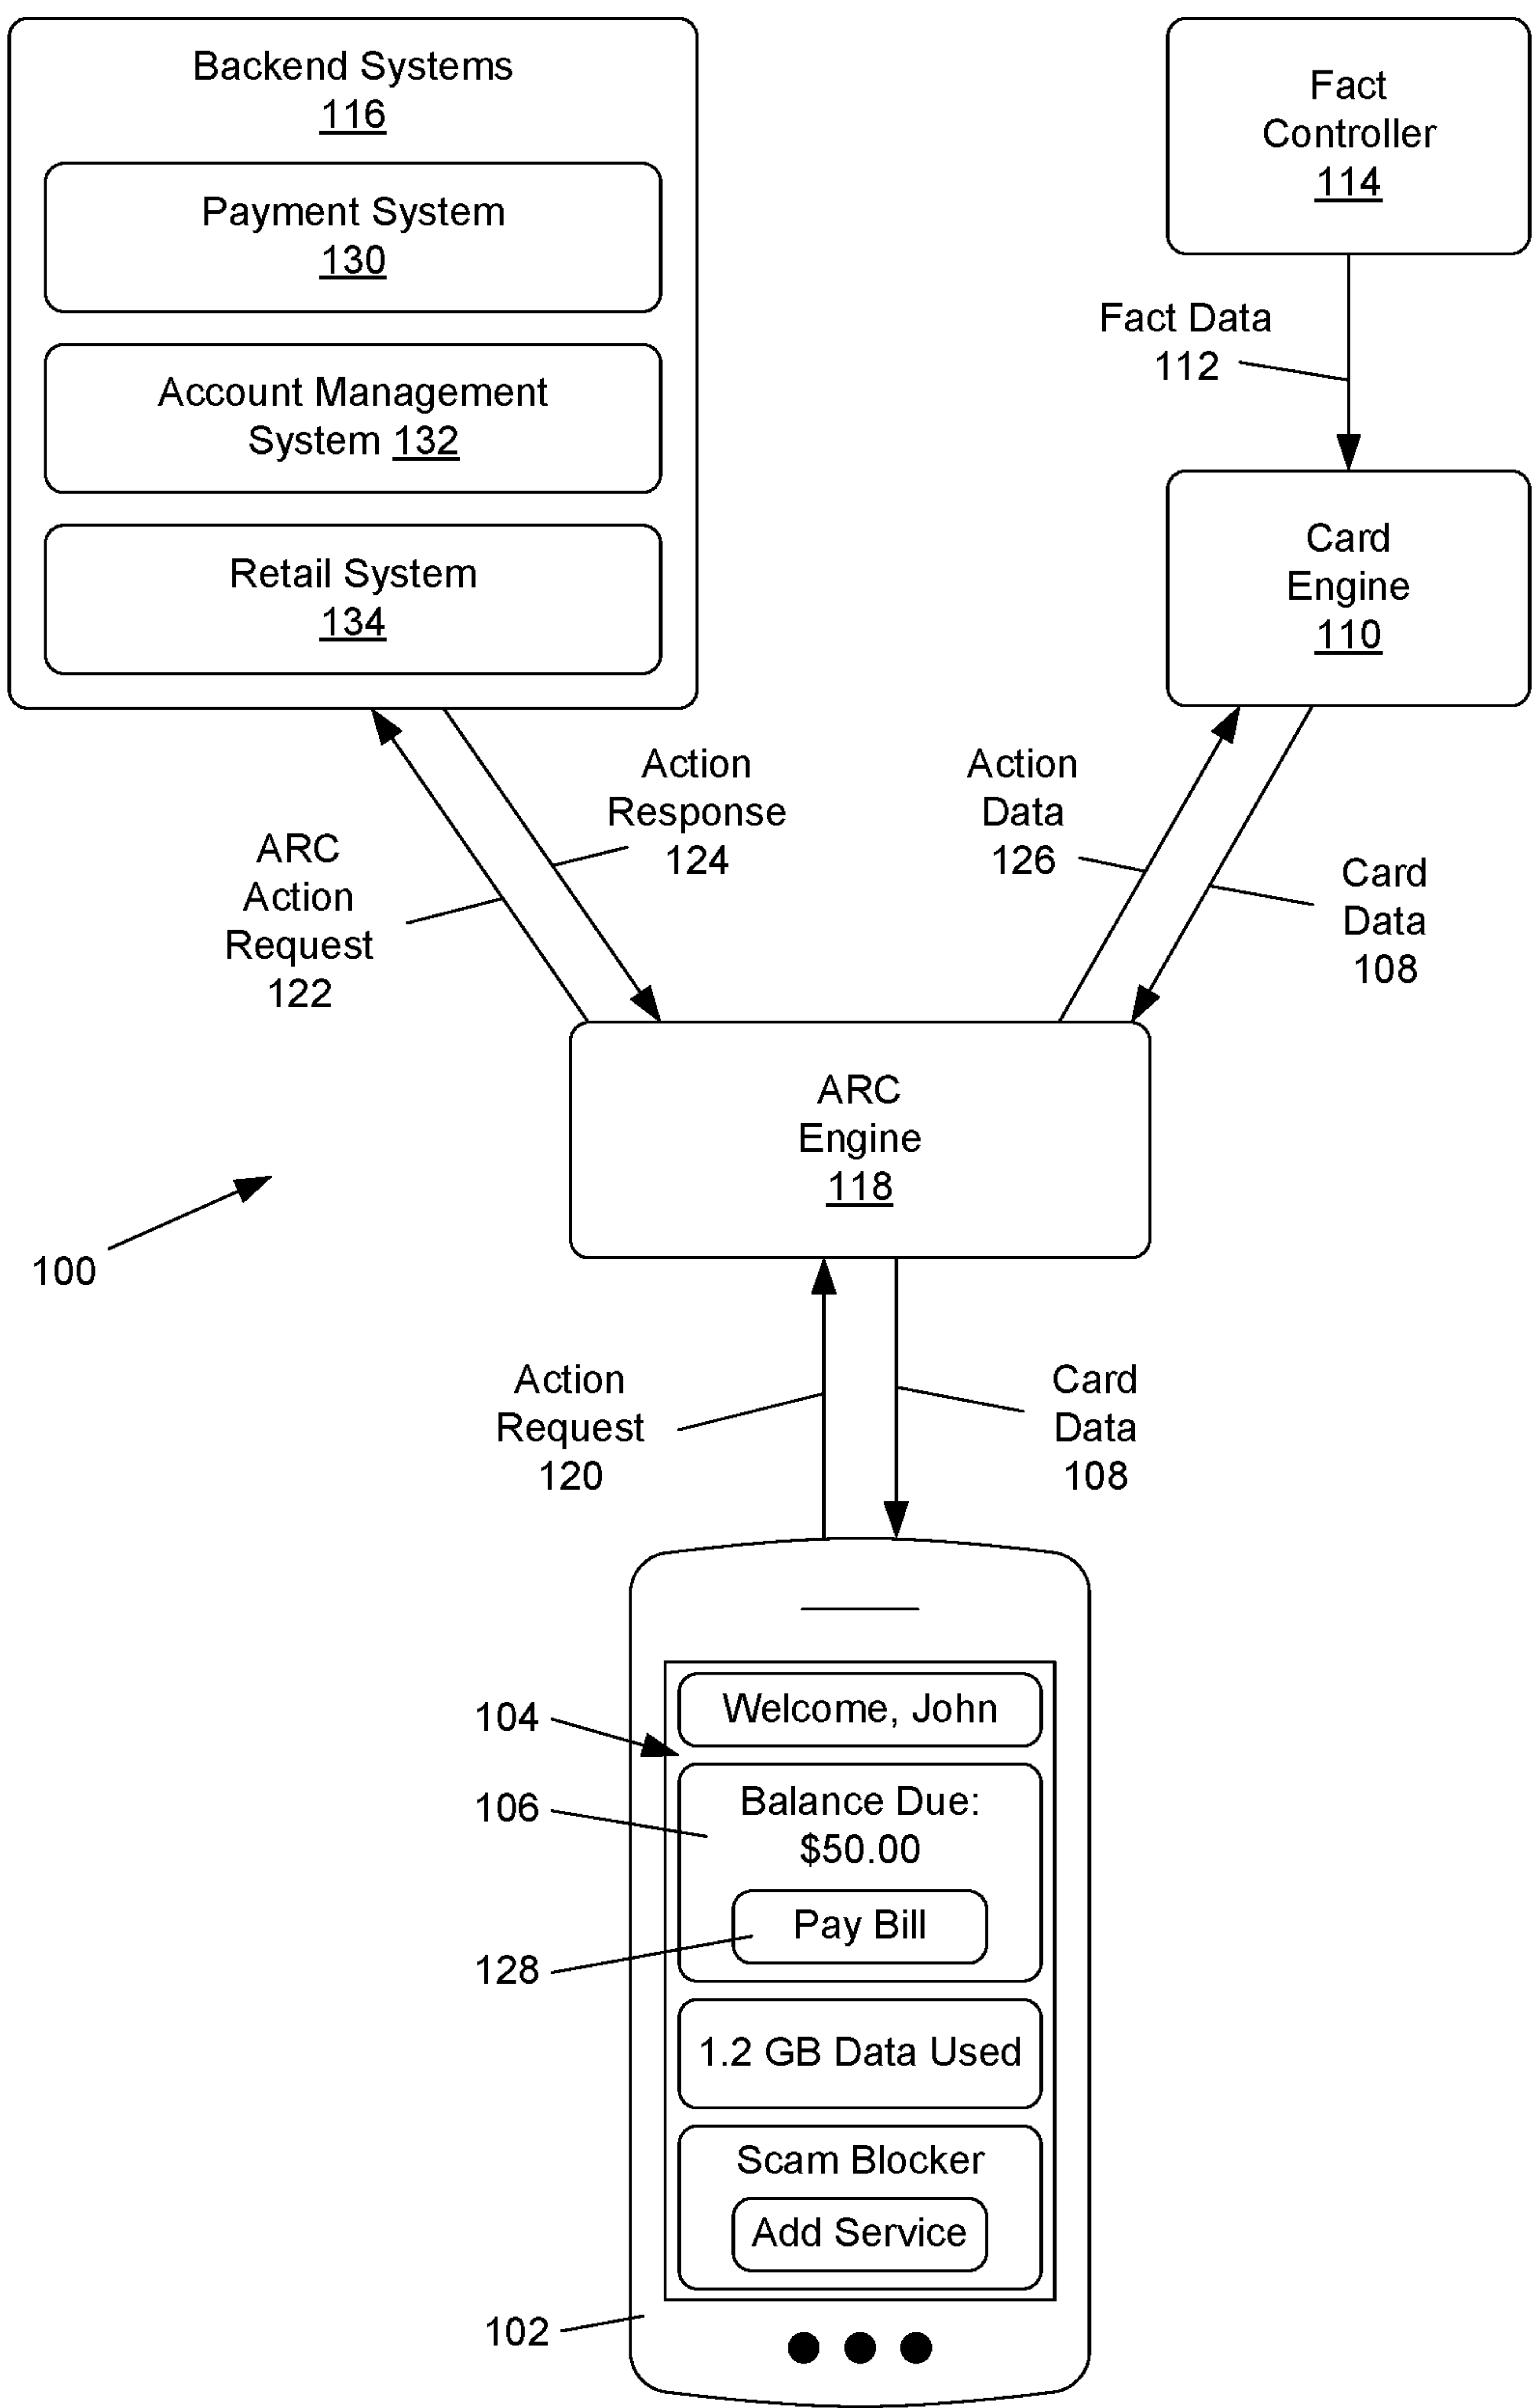 Backend Systems
116
Payment System
130
Account Management
System 132
Retail System
134
Fact
Controller
114
Fact Data
112
Card
Engine
110
ARC
Action
Request
122
Action
Response
124
Action
Data
126
Card
Data
108
ARC
Engine
118
100
Action
Request
120
Card
Data
108
104
Welcome, John
106
Balance Due:
$50.00
128
Pay Bill
1.2 GB Data Used
Scam Blocker
Add Service
102